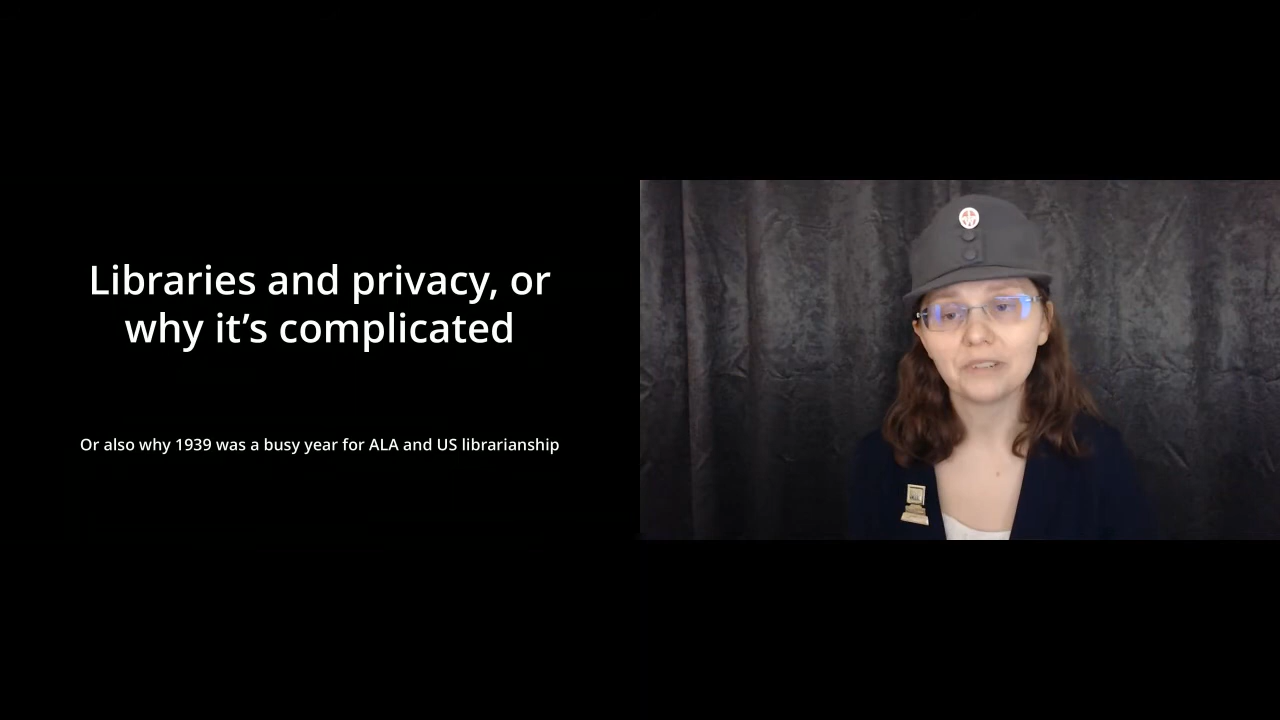 Libraries and privacy, or
why it’s complicated
Or also why 1939 was a busy year for ALA and US librarianship